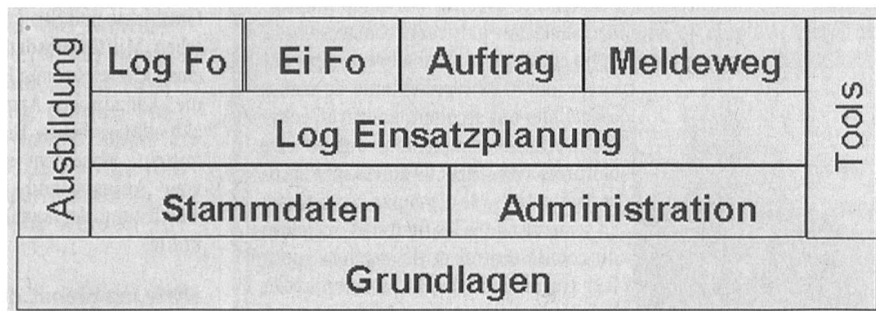 Ausbildung
Log Fo
Ei Fo
Auftrag
Meldeweg
Tools
Log Einsatzplanung
Stammdaten
Administration
Grundlagen